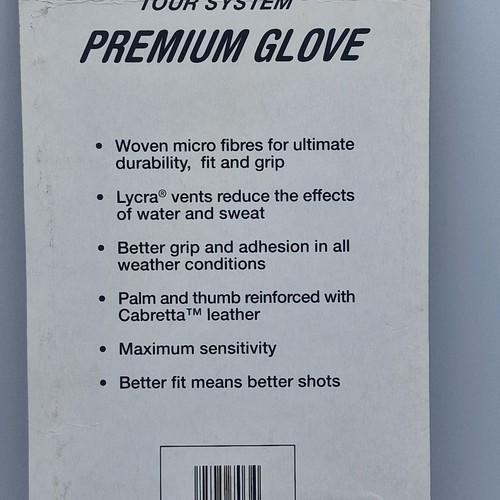 TOUR SYSTEM
PREMIUM GLOVE
• Woven micro fibres for ultimate
durability, fit and grip
• Lycra® vents reduce the effects
of water and sweat
• Better grip and adhesion in all
weather conditions
• Palm and thumb reinforced with
Cabretta™ leather
• Maximum sensitivity
• Better fit means better shots